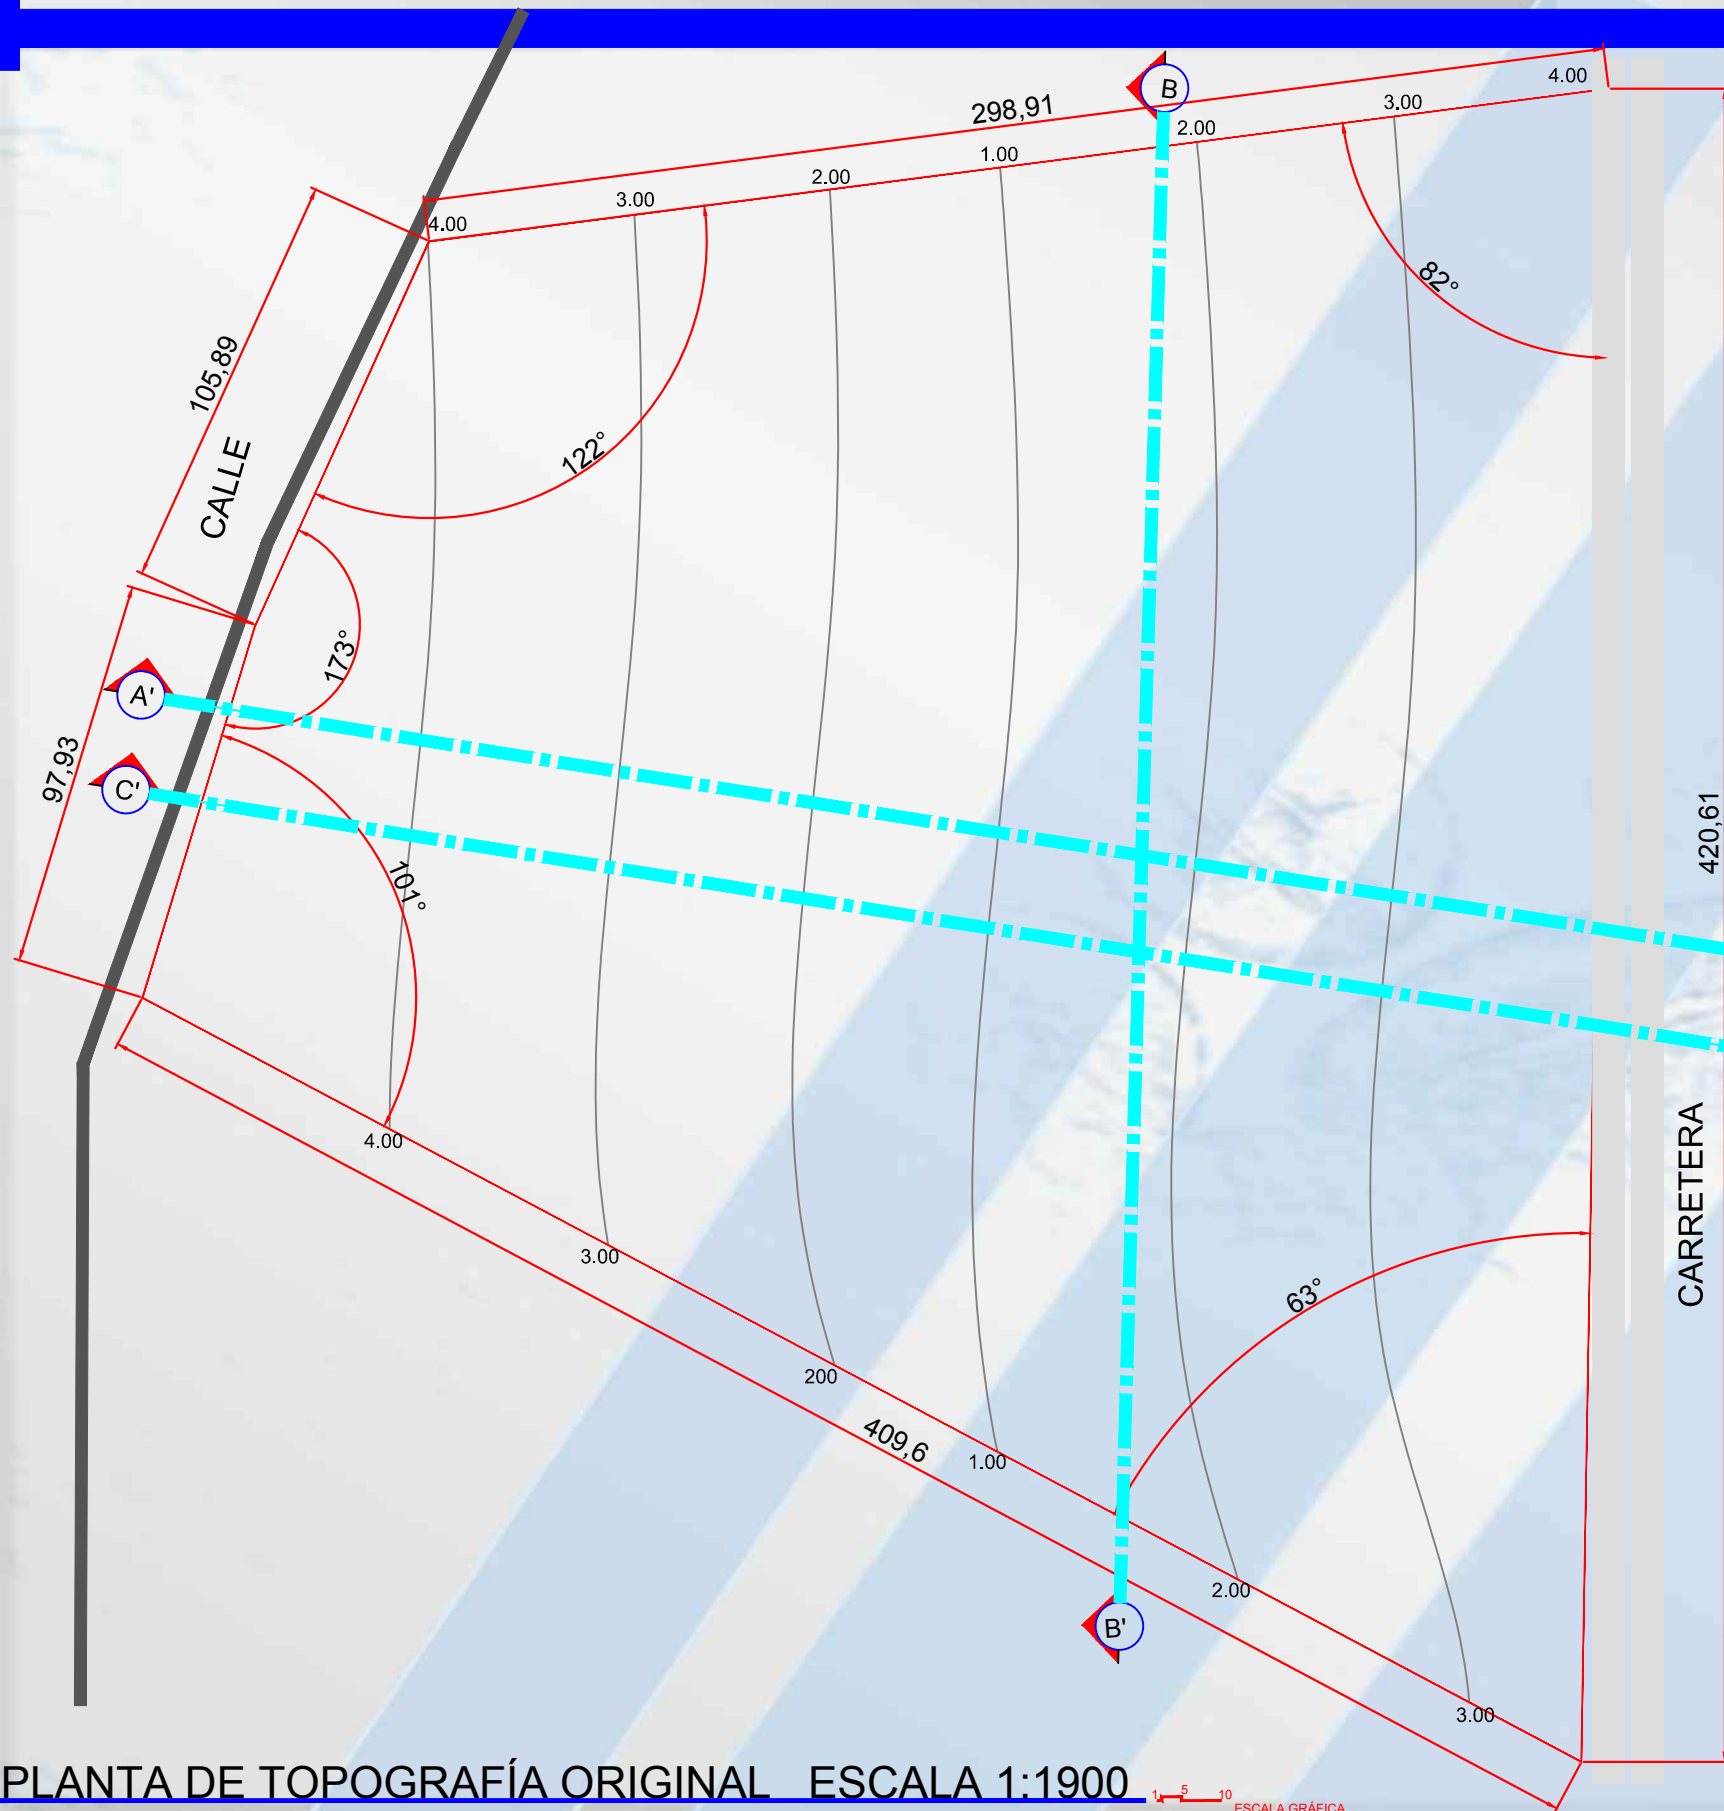 B
298,91
4.00
3.00
2.00
1.00
2.00
3.00
4.00
82°
105,89
CALLE
122°
173°
A'
97,93
C'
101°
420,61
4.00
CARRETERA
3.00
63°
200
409,6
1.00
2.00
B'
3.00
PLANTA DE TOPOGRAFÍA ORIGINAL ESCALA 1:1900
1 5 10
ESCALA GRÁFICA